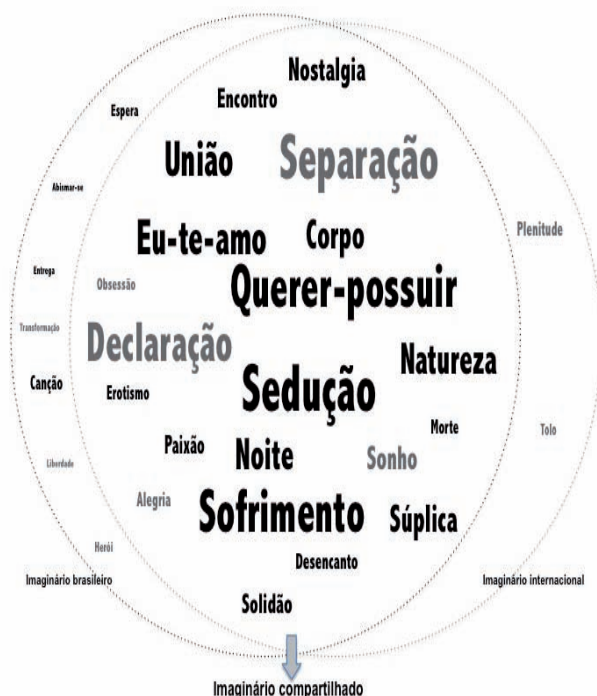 Nostalgia
Encontro
Espera
União
Separação
Abismar-se
Plenitude
Eu-te-amo
Corpo
Entrega
Obsessão
Querer-possuir
Transformação
Declaração
Natureza
Canção
Erotismo
Sedução
Morte
Tolo
Paixão
Noite
Sonho
Liberdade
Alegria
Sofrimento
Súplica
Herói
Desencanto
Imaginário brasileiro
Imaginário internacional
Solidão
Imaginário compartilhado